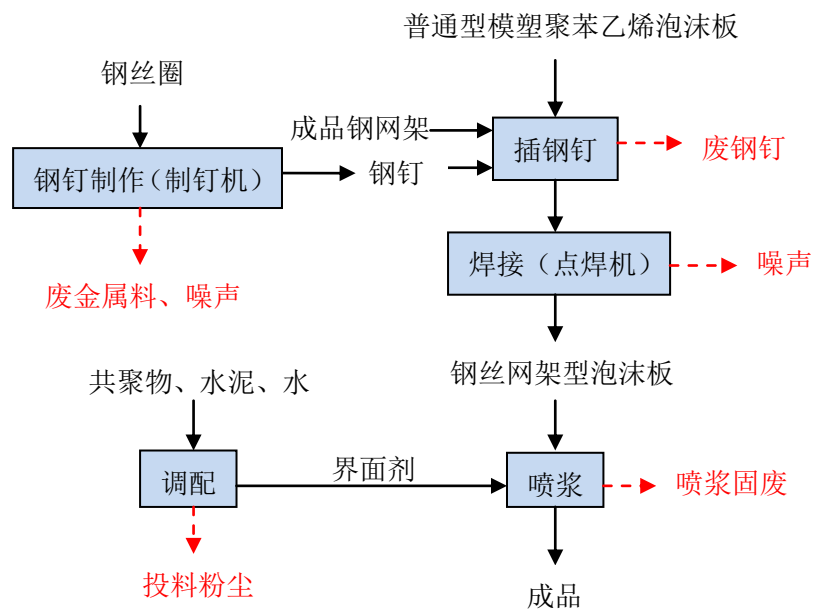 普通型模塑聚苯乙烯泡沫板
钢丝圈
成品钢网架
插钢钉
废钢钉
钢钉制作（制钉机）
钢钉
焊接（点焊机）
噪声
废金属料、噪声
钢丝网架型泡沫板
共聚物、水泥、水
调配
界面剂
喷浆
喷浆固废
投料粉尘
成品